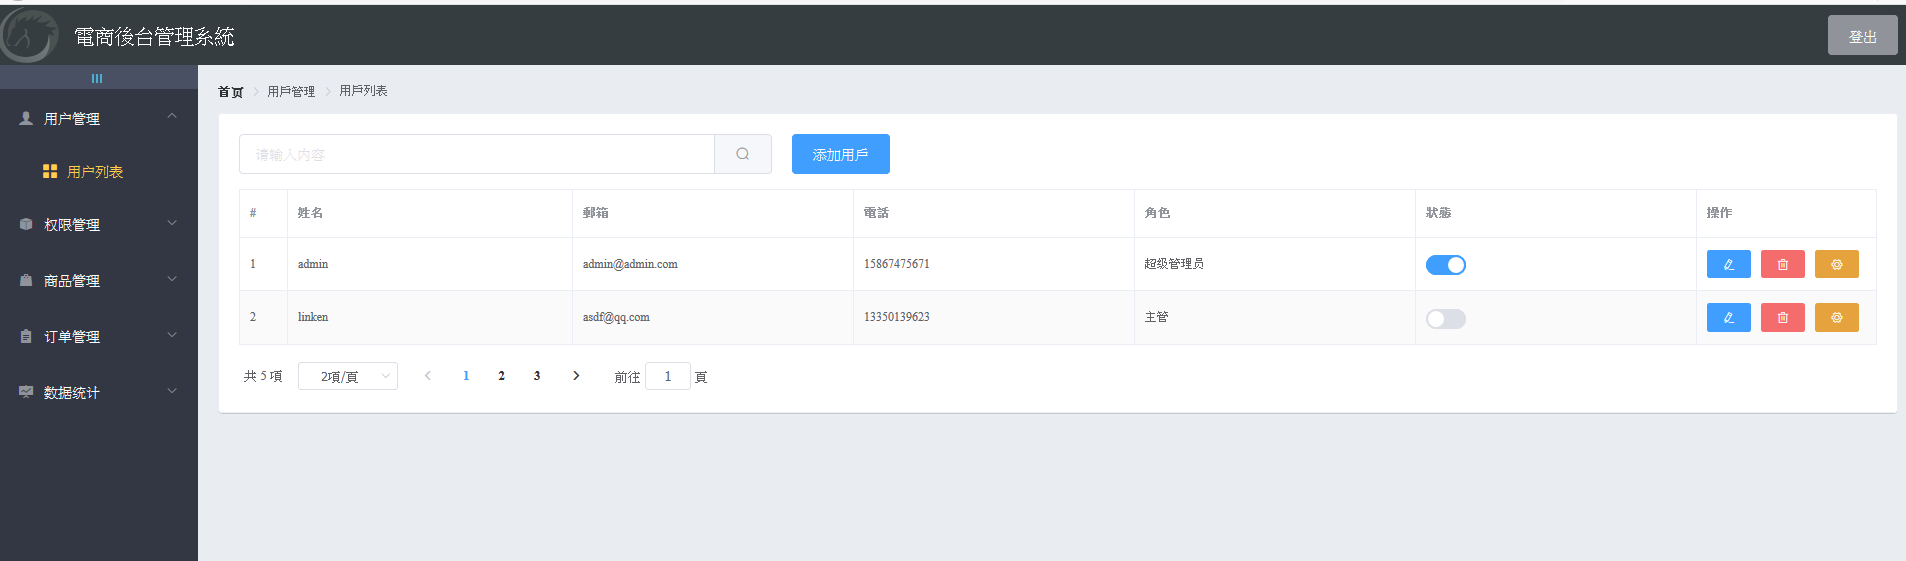 電商後台管理系統
登出
用户管理
用户列表
权限管理
商品管理
订单管理
数据统计
首页 用戶管理 用戶列表
请输入内容 添加用戶
# 姓名 郵箱 電話 角色 狀態 操作
1 admin admin@admin.com 15867475671 超级管理员
2 linken asdf@qq.com 13350139623 主管
共 5 項 2項/頁 1 2 3 前往 1 頁